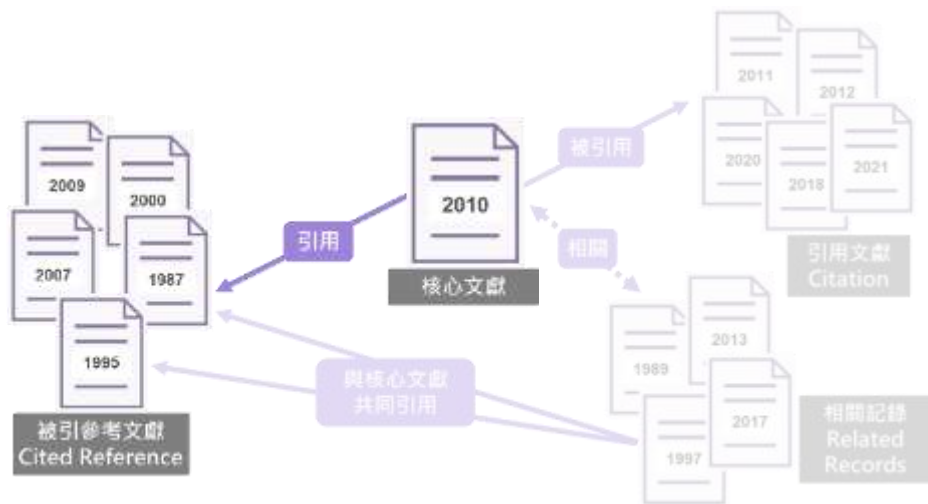 2009
2000
2007
1987
1995
被引參考文獻
Cited Reference
引用
2010
核心文獻
被引用
相關
與核心文獻
共同引用
2011
2012
2020
2018
2021
引用文獻
Citation
1989
2013
1997
2017
相關記錄
Related
Records